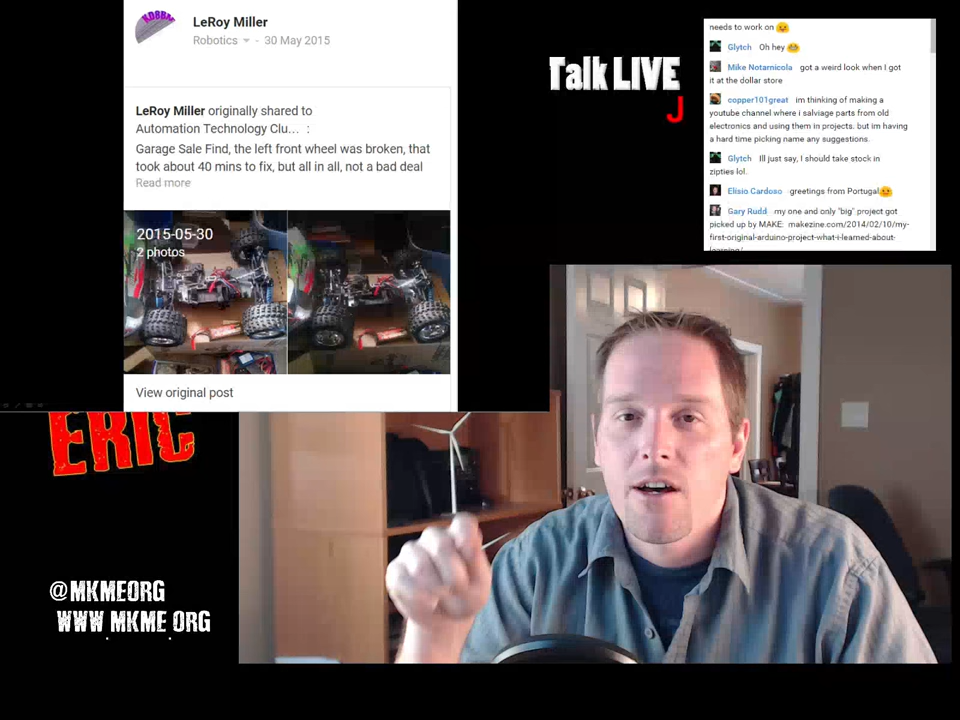 KD8BXP
LeRoy Miller
Robotics - 30 May 2015
LeRoy Miller originally shared to
Automation Technology Clu... :
Garage Sale Find, the left front wheel was broken, that
took about 40 mins to fix, but all in all, not a bad deal
Read more
2015-05-30
2 photos
View original post
Talk LIVE
J
needs to work on
Glytch Oh hey
Mike Notarnicola got a weird look when I got
it at the dollar store
copper101great im thinking of making a
youtube channel where i salviage parts from old
electronics and using them in projects. but im having
a hard time picking name any suggestions.
Glytch Ill just say, I should take stock in
zipties lol.
Elísio Cardoso greetings from Portugal
Gary Rudd my one and only "big" project got
picked up by MAKE: makezine.com/2014/02/10/my-
first-original-arduino-project-what-i-learned-about-
learning/
ERIC
@MKMEORG
WWW.MKME.ORG